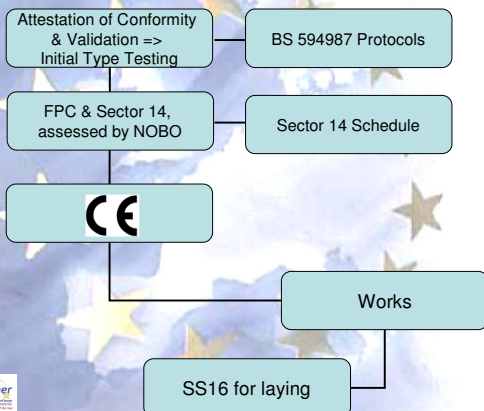 Attestation of Conformity
& Validation =>
Initial Type Testing
BS 594987 Protocols
FPC & Sector 14,
assessed by NOBO
Sector 14 Schedule
CE
Works
SS16 for laying